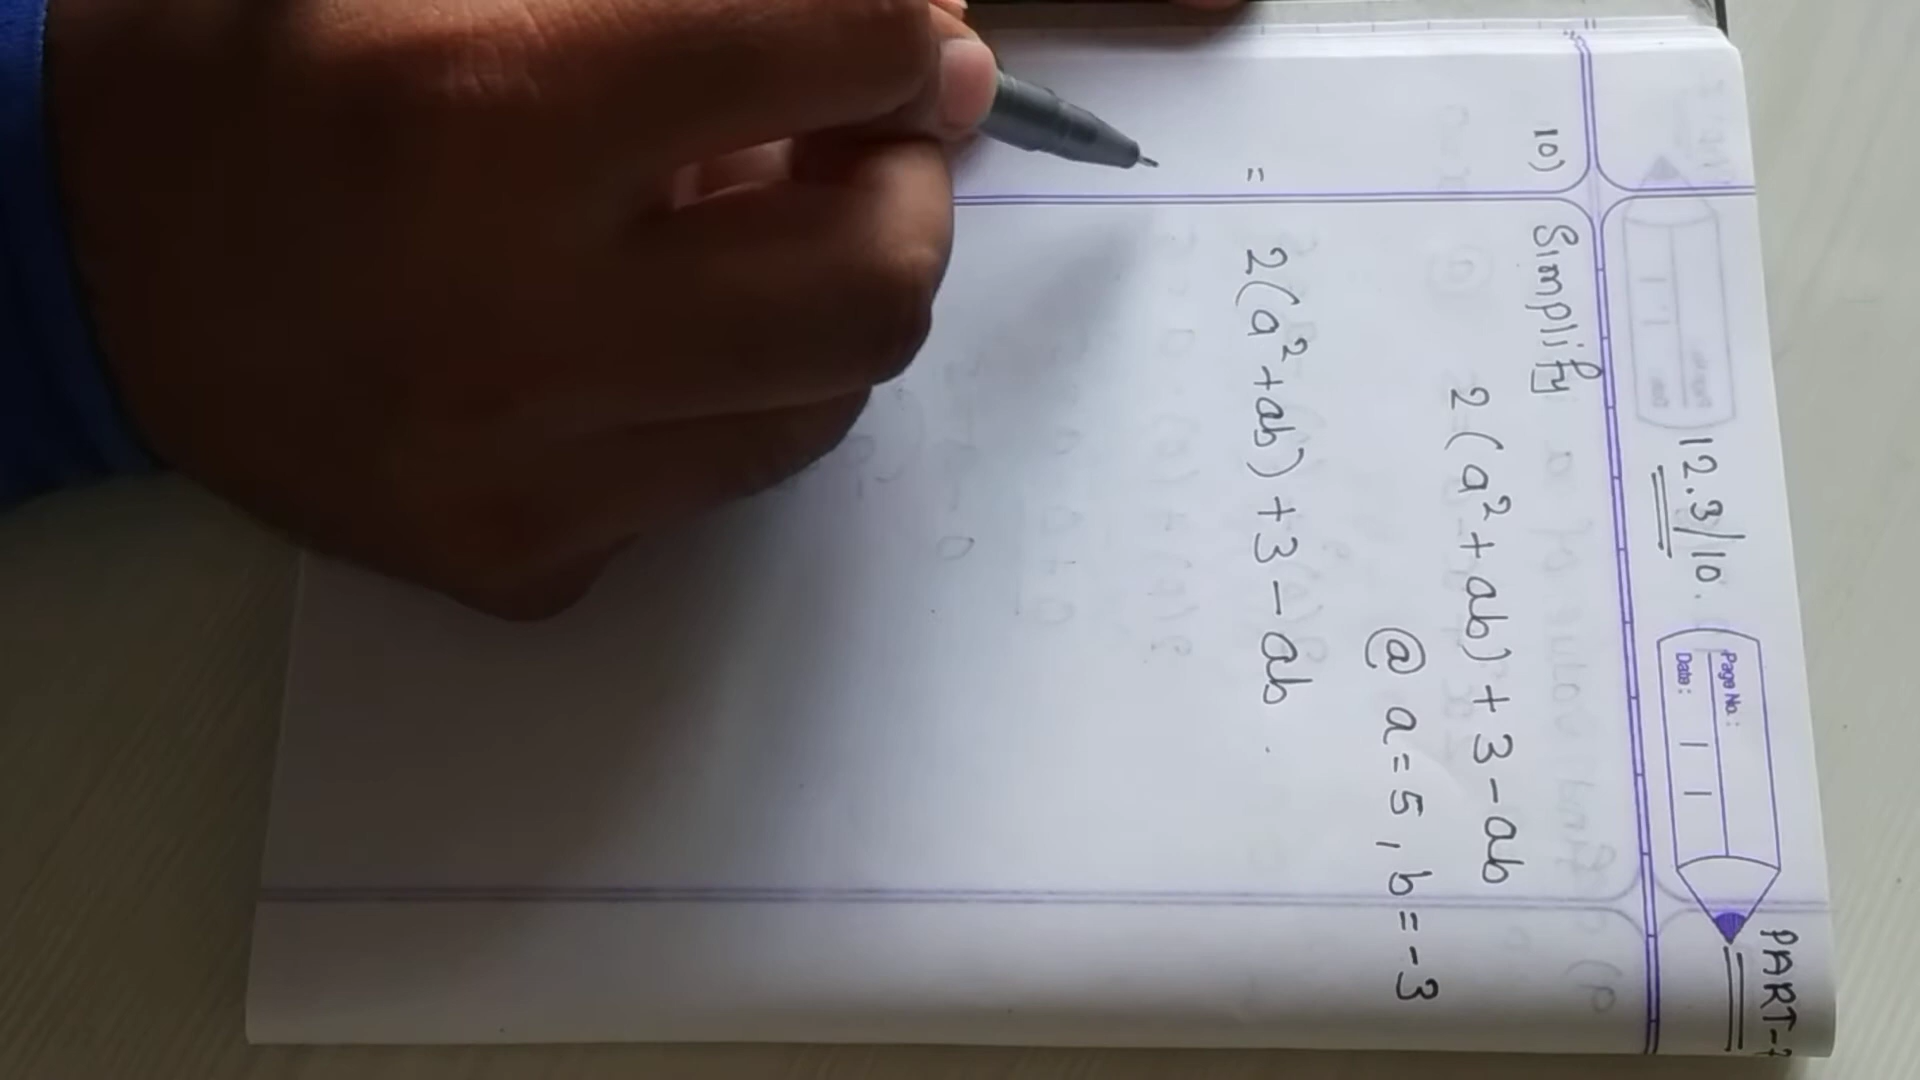 PART-7
Page No.:
Date:
12.3/10.
10) Simplify
2(a²+ab)+3-ab
@ a=5, b=-3
= 2(a²+ab)+3-ab.